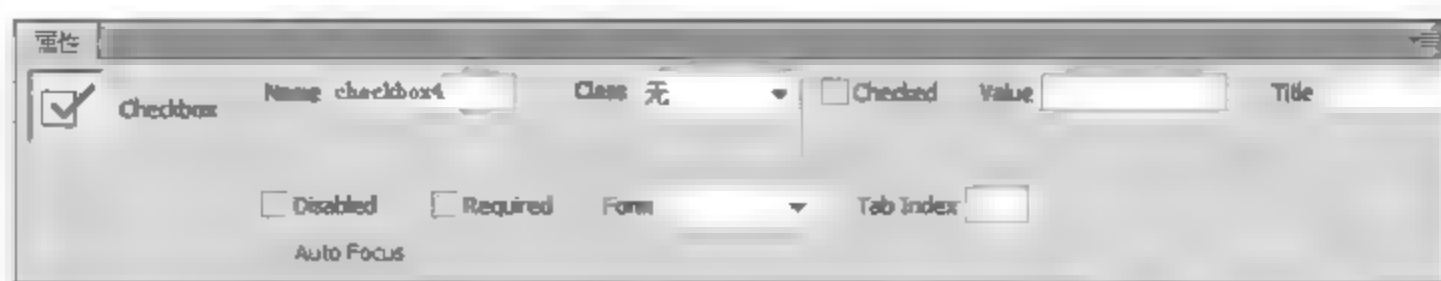 属性
Name checkbox4 Class 无 Checked Value Title
Checkbox
Disabled Required Form Tab Index
Auto Focus